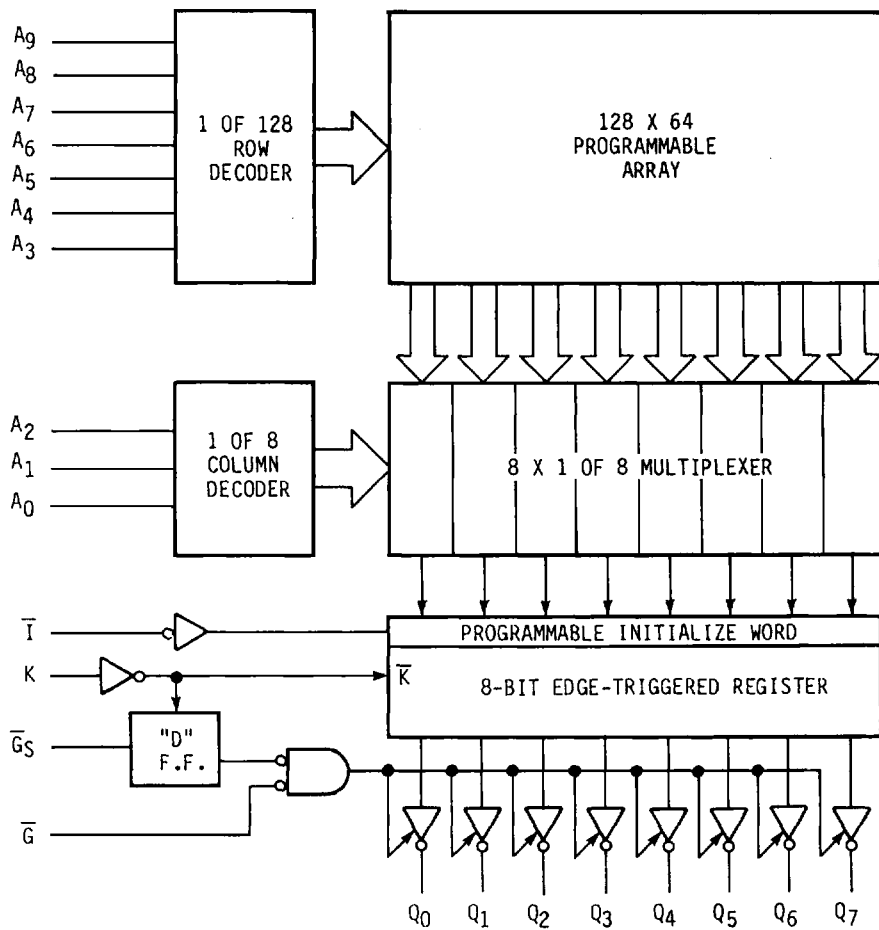 A9
A8
A7
A6
A5
A4
A3
1 OF 128
ROW
DECODER
128 X 64
PROGRAMMABLE
ARRAY
A2
A1
A0
1 OF 8
COLUMN
DECODER
8 X 1 OF 8 MULTIPLEXER
I̅
PROGRAMMABLE INITIALIZE WORD
K
K̅
8-BIT EDGE-TRIGGERED REGISTER
G̅S
"D"
F.F.
G̅
Q0 Q1 Q2 Q3 Q4 Q5 Q6 Q7